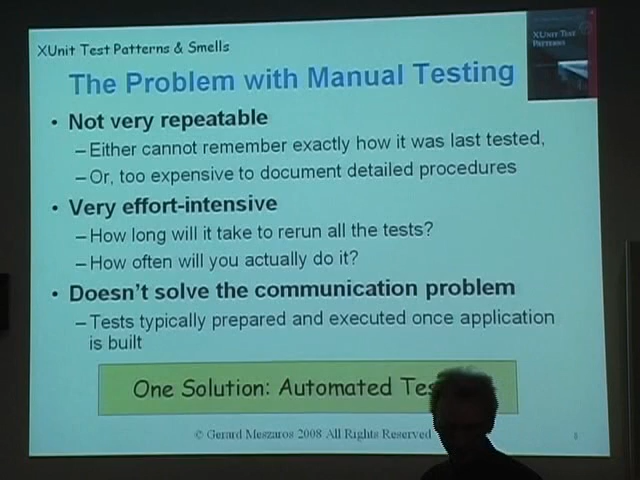 XUnit Test Patterns & Smells
XUNIT TEST
PATTERNS
The Problem with Manual Testing
• Not very repeatable
– Either cannot remember exactly how it was last tested,
– Or, too expensive to document detailed procedures
• Very effort-intensive
– How long will it take to rerun all the tests?
– How often will you actually do it?
• Doesn't solve the communication problem
– Tests typically prepared and executed once application
is built
One Solution: Automated
© Gerard Meszaros 2008 All Rights Reserved